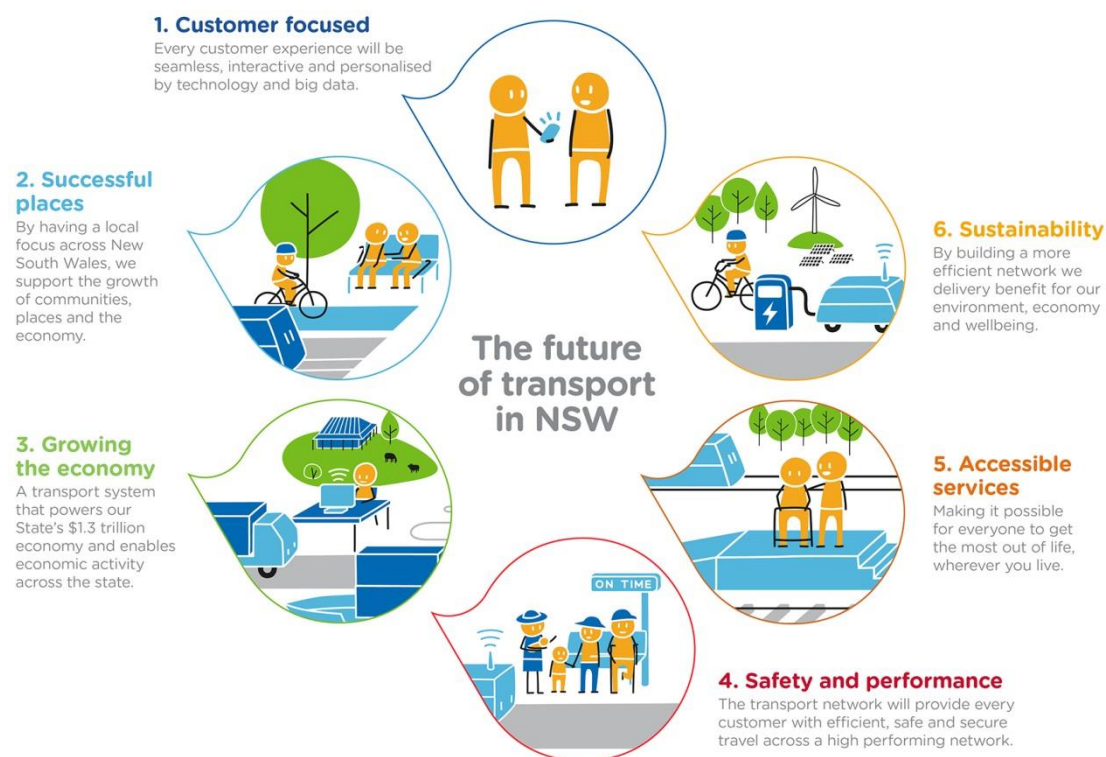 1. Customer focused
Every customer experience will be
seamless, interactive and personalised
by technology and big data.
2. Successful
places
By having a local
focus across New
South Wales, we
support the growth
of communities,
places and the
economy.
3. Growing
the economy
A transport system
that powers our
State's $1.3 trillion
economy and enables
economic activity
across the state.
The future
of transport
in NSW
ON TIME
4. Safety and performance
The transport network will provide every
customer with efficient, safe and secure
travel across a high performing network.
5. Accessible
services
Making it possible
for everyone to get
the most out of life,
wherever you live.
6. Sustainability
By building a more
efficient network we
delivery benefit for our
environment, economy
and wellbeing.